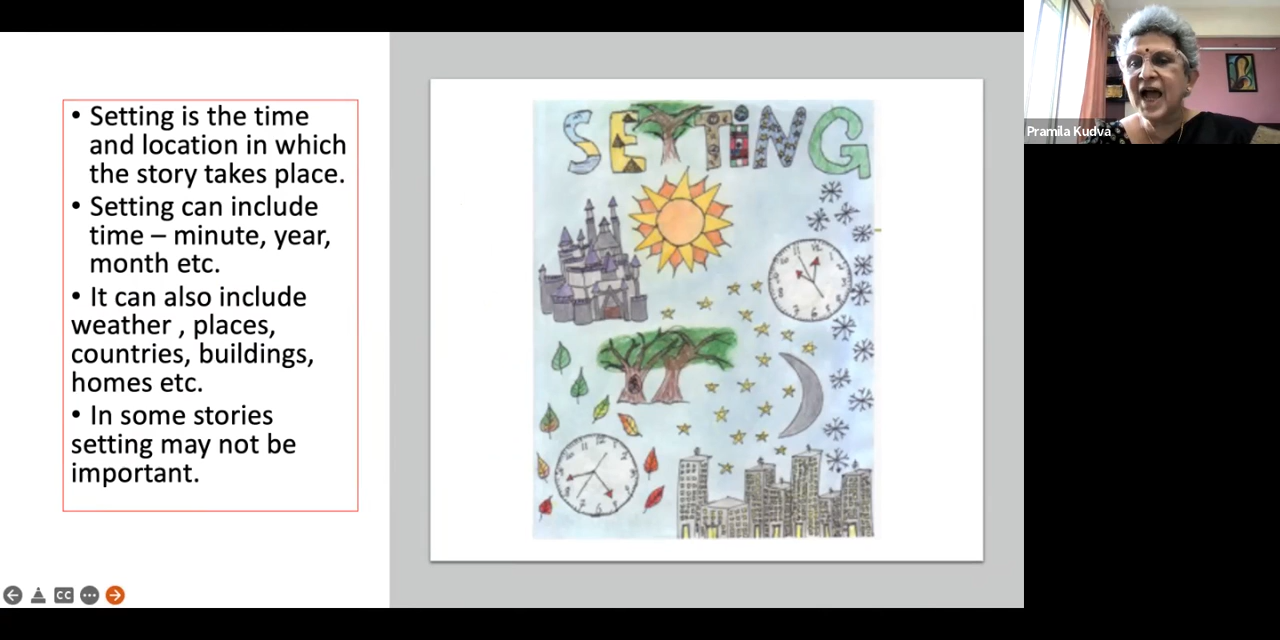 • Setting is the time
and location in which
the story takes place.
• Setting can include
time – minute, year,
month etc.
• It can also include
weather , places,
countries, buildings,
homes etc.
• In some stories
setting may not be
important.
SETTING
Pramila Kudva
CC